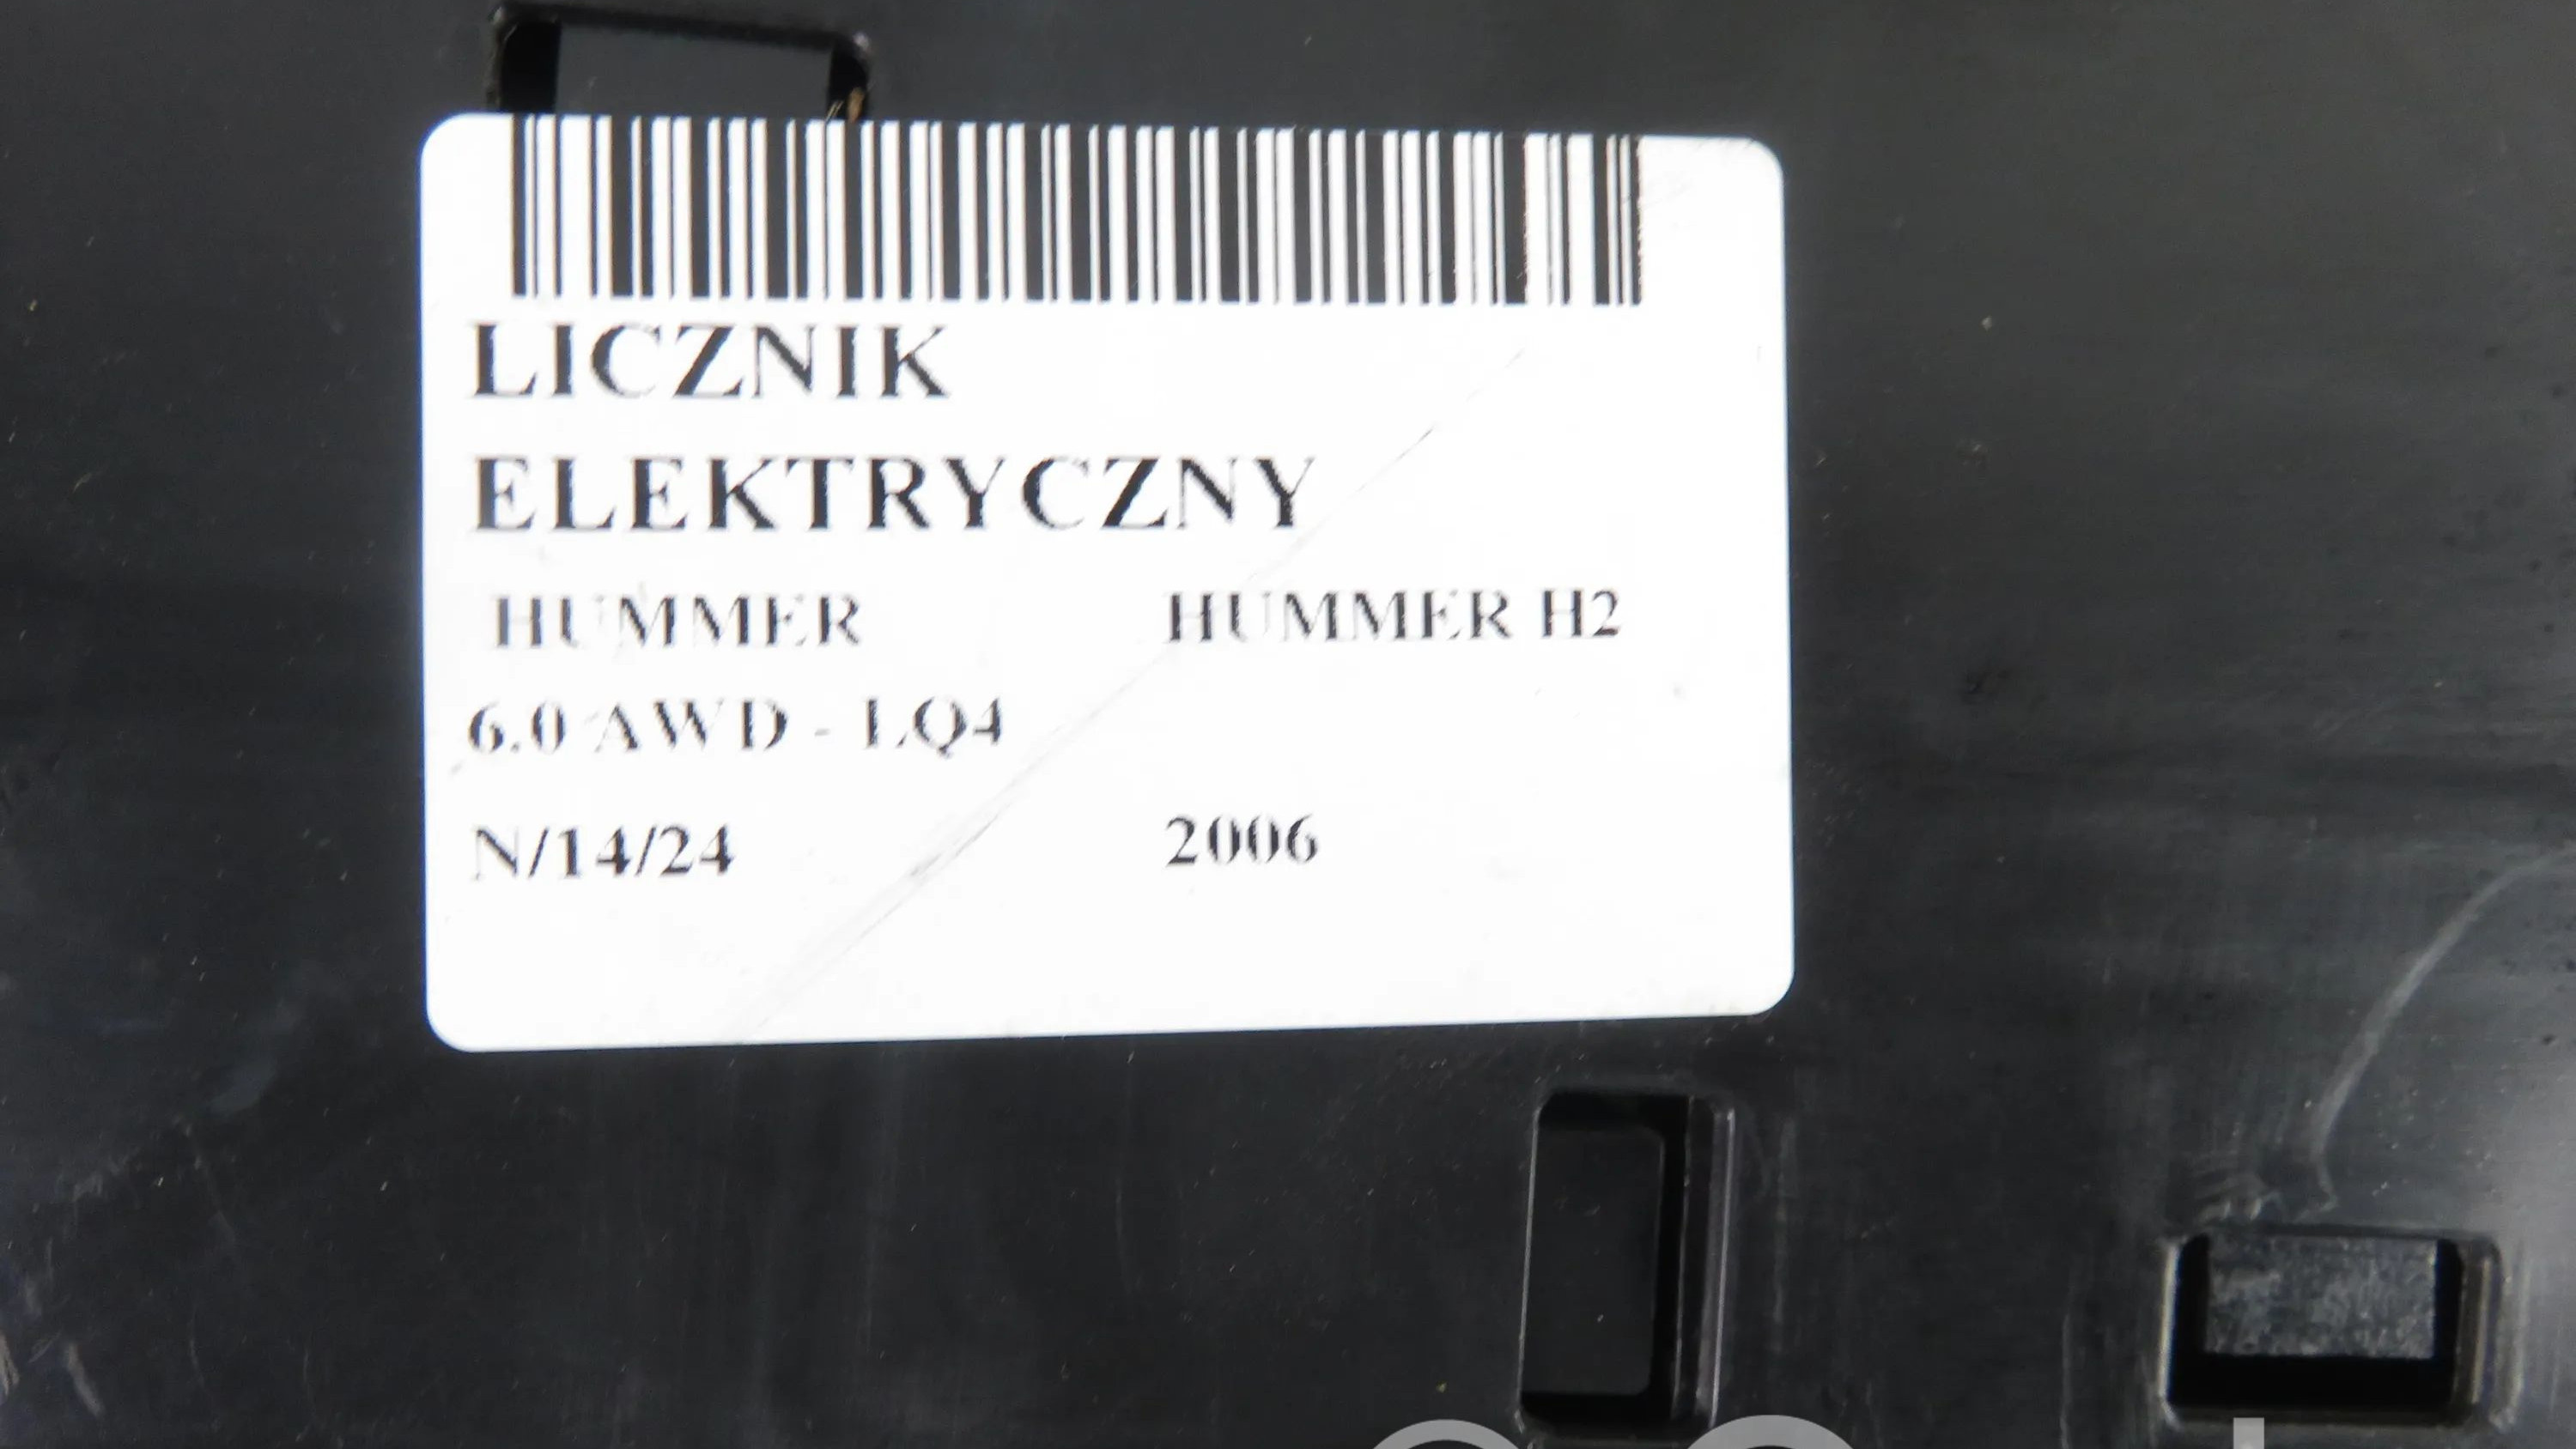 LICZNIK
ELEKTRYCZNY
HUMMER HUMMER H2
6.0 AWD - LQ4
N/14/24 2006